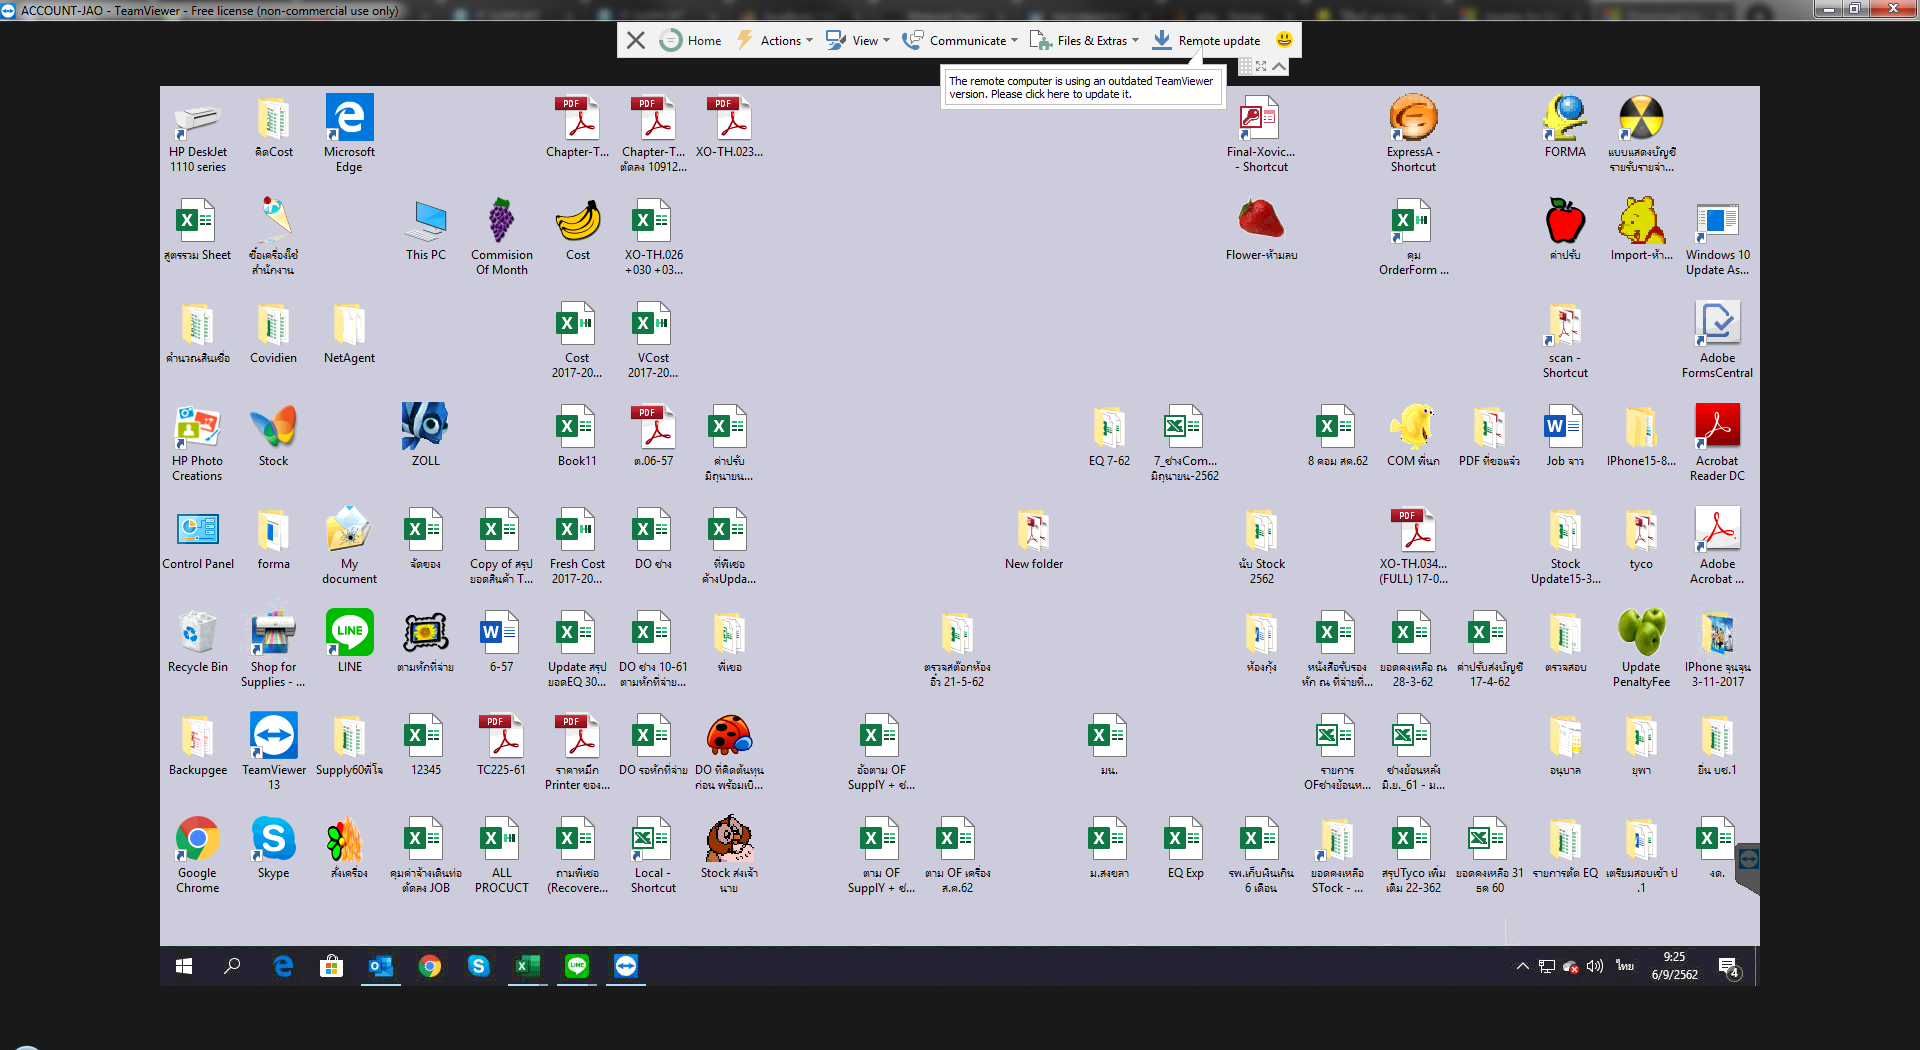 ACCOUNT-JAO - TeamViewer - Free license (non-commercial use only)
Home
Actions
View
Communicate
Files & Extras
Remote update
The remote computer is using an outdated TeamViewer
version. Please click here to update it.
HP DeskJet
1110 series
คิดCost
Microsoft
Edge
Chapter-T...
Chapter-T...
ตัดลง 10912...
XO-TH.023...
Final-Xovic...
- Shortcut
ExpressA -
Shortcut
FORMA
แบบแสดงบัญชี
รายรับรายจ่า...
สูตรรวม Sheet
ซื้อเครื่องใช้
สำนักงาน
This PC
Commision
Of Month
Cost
XO-TH.026
+030 +03...
Flower-ห้ามลบ
คุม
OrderForm ...
ค่าปรับ
Import-ห้า...
Windows 10
Update As...
คำนวณสินเชื่อ
Covidien
NetAgent
Cost
2017-20...
VCost
2017-20...
scan -
Shortcut
Adobe
FormsCentral
HP Photo
Creations
Stock
ZOLL
Book11
ต.06-57
ค่าปรับ
มิถุนายน...
EQ 7-62
7_ช่างCom...
มิถุนายน-2562
8 คอม สค.62
COM พี่นก
PDF ที่ขอแจ๋ว
Job จาว
IPhone15-8...
Acrobat
Reader DC
Control Panel
forma
My
document
จัดของ
Copy of สรุป
ยอดสินค้า T...
Fresh Cost
2017-20...
DO ช่าง
ที่พี่เชอ
ค้างUpda...
New folder
นับ Stock
2562
XO-TH.034...
(FULL) 17-0...
Stock
Update15-3...
tyco
Adobe
Acrobat ...
Recycle Bin
Shop for
Supplies - ...
LINE
ตามหักที่จ่าย
6-57
Update สรุป
ยอดEQ 30...
DO ช่าง 10-61
ตามหักที่จ่าย...
พี่เชอ
ตรวจสต๊อกห้อง
อิ๋ว 21-5-62
ห้องกุ้ง
หนังสือรับรอง
หัก ณ ที่จ่ายที่...
ยอดคงเหลือ ณ
28-3-62
ค่าปรับส่งบัญชี
17-4-62
ตรวจสอบ
Update
PenaltyFee
IPhone จุนจุน
3-11-2017
Backupgee
TeamViewer
13
Supply60พี่โจ
12345
TC225-61
ราคาหมึก
Printer ของ...
DO รอหักที่จ่าย
DO ที่คิดต้นทุน
ก่อน พร้อมเบิ...
อ้อตาม OF
SupplY + ช่...
มน.
รายการ
OFช่างย้อนห...
ช่างย้อนหลัง
มิ.ย._61 - ม...
อนุบาล
ยุพา
ยื่น บช.1
Google
Chrome
Skype
สั่งเครื่อง
คุมค่าจ้างเดินท่อ
ตัดลง JOB
ALL
PROCUCT
ถามพี่เชอ
(Recovere...
Local -
Shortcut
Stock ส่งเจ้า
นาย
ตาม OF
SupplY + ช่...
ตาม OF เครื่อง
ส.ค.62
ม.สงขลา
EQ Exp
รพ.เก็บเงินเกิน
6 เดือน
ยอดคงเหลือ
STock - ...
สรุปTyco เพิ่ม
เติม 22-362
ยอดคงเหลือ 31
ธค 60
รายการตัด EQ
เตรียมสอบเข้า ป
.1
งด.
ไทย
9:25
6/9/2562
4